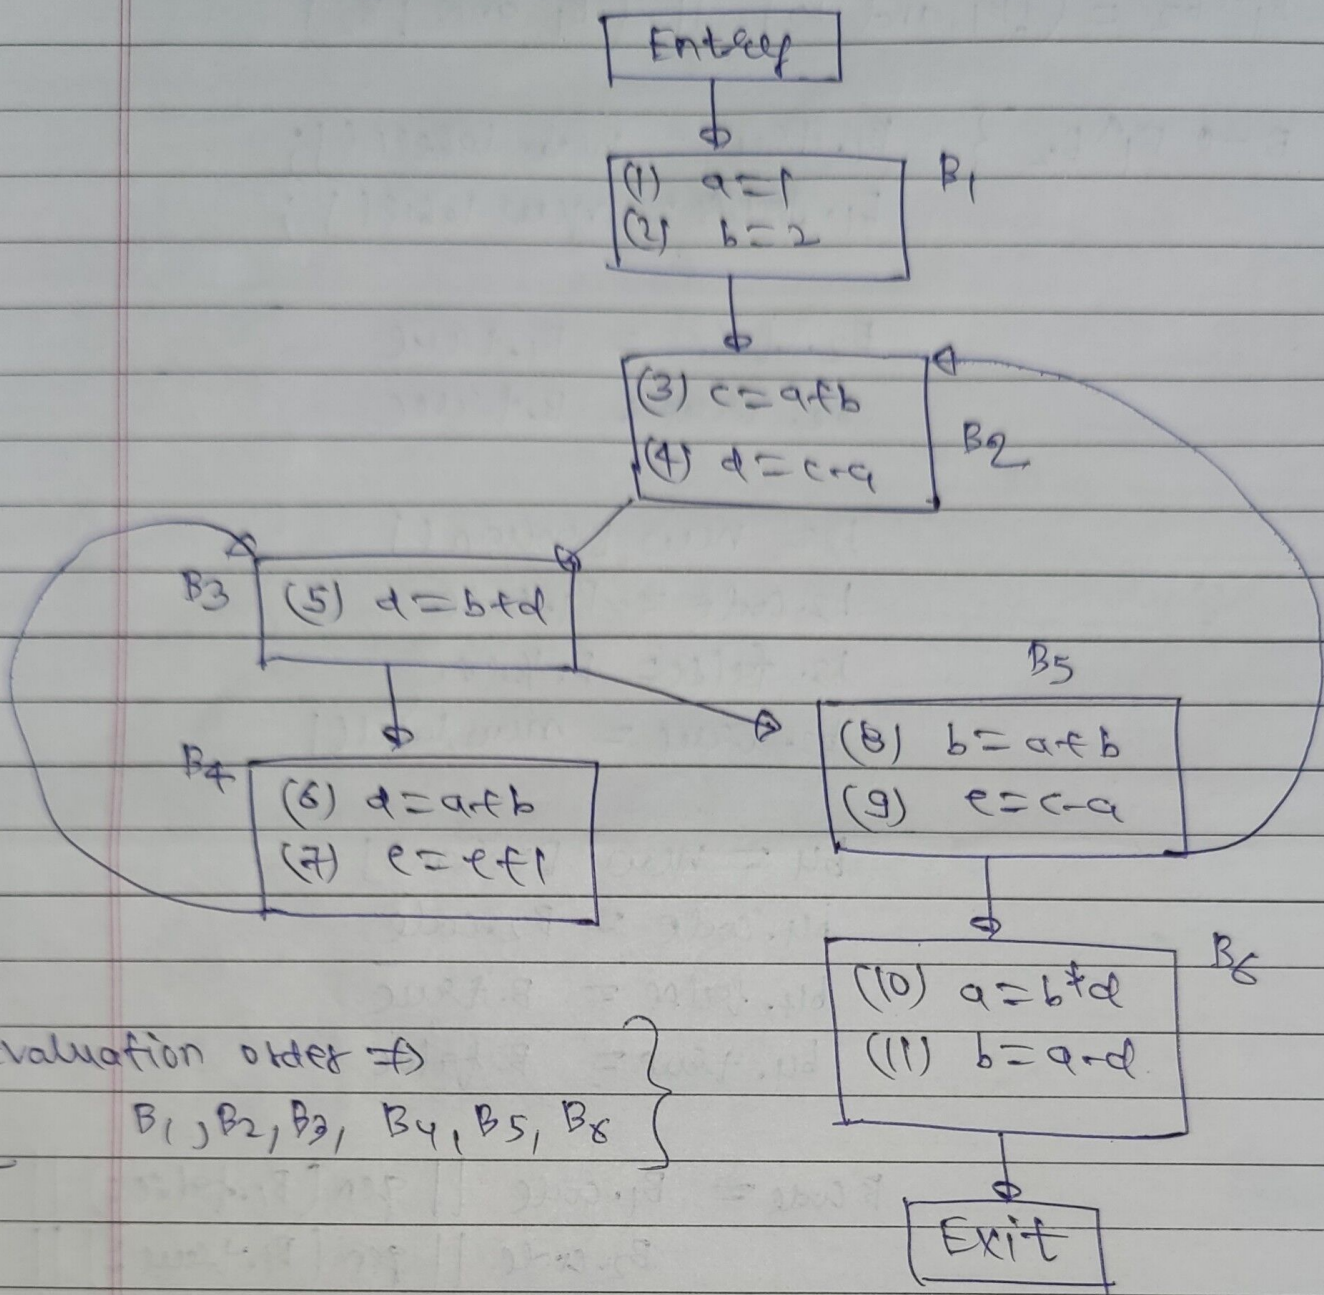 Entry
B1
(1) a=1
(2) b=2
(3) c=a+b
(4) d=c-a
B2
B3
(5) d=b+d
B5
(8) b=a+b
(9) e=c-a
B4
(6) d=a+b
(7) e=e+1
B6
(10) a=b*d
(11) b=a-d
valuation order =>
B1, B2, B3, B4, B5, B6
Exit